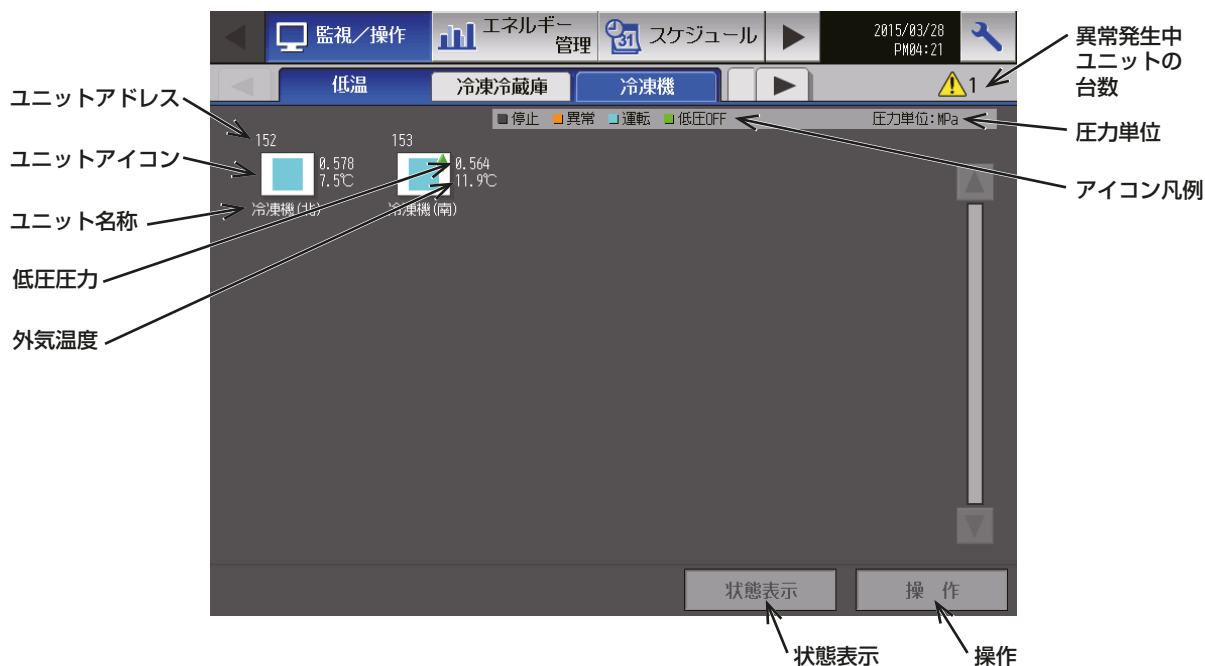 監視／操作
エネルギー
管理
31
スケジュール
2015/03/28
PM04:21
低温
冷凍冷蔵庫
冷凍機
1
停止 異常 運転 低圧OFF
圧力単位:MPa
152
0.578
7.5℃
冷凍機(北)
153
0.564
11.9℃
冷凍機(南)
状態表示
操 作
ユニットアドレス
ユニットアイコン
ユニット名称
低圧圧力
外気温度
異常発生中
ユニットの
台数
圧力単位
アイコン凡例
状態表示
操作